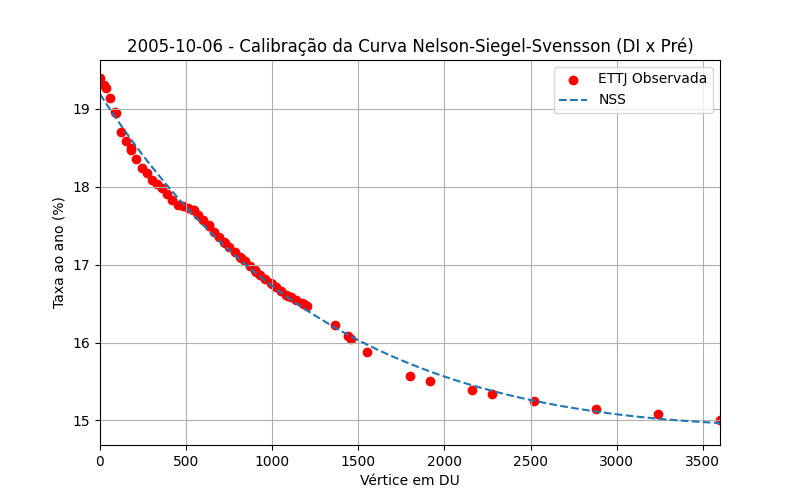 2005-10-06 - Calibração da Curva Nelson-Siegel-Svensson (DI x Pré)
ETTJ Observada
NSS
Taxa ao ano (%)
19
18
17
16
15
0 500 1000 1500 2000 2500 3000 3500
Vértice em DU